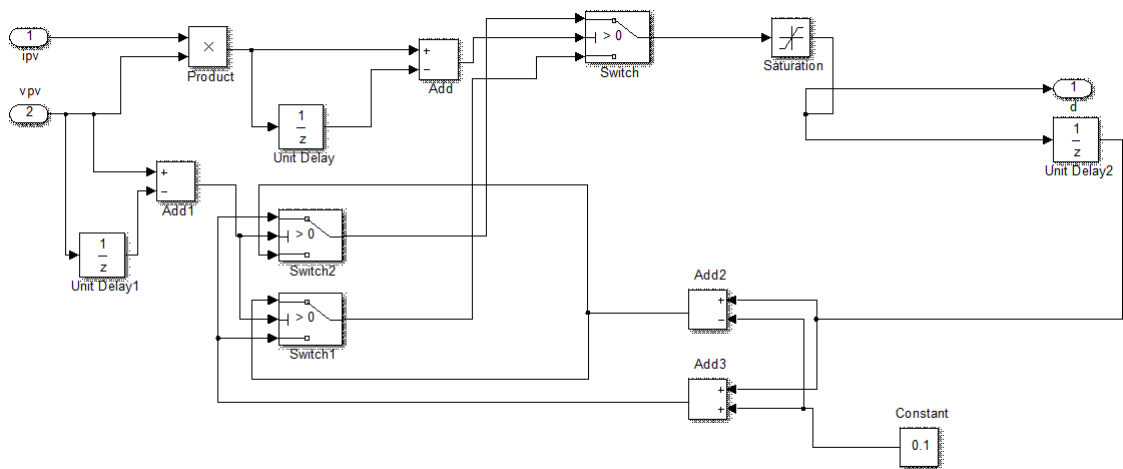 1
ipv
vpv
2
×
Product
+
−
Add
> 0
Switch
Saturation
1
d
1
z
Unit Delay
1
z
Unit Delay2
+
−
Add1
1
z
Unit Delay1
> 0
Switch2
> 0
Switch1
Add2
+
−
Add3
+
+
Constant
0.1